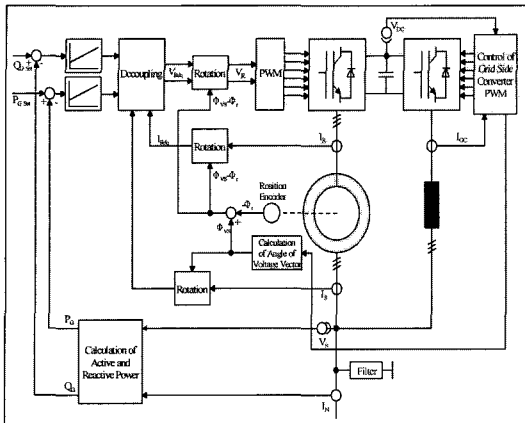 Q_G Set
+
-
P_G Set
+
-
Decoupling
V_Rdq
V_Rdq
Rotation
V_R
PWM
V_DC
Control of
Grid Side
Converter
PWM
Φ_VS-Φ_r
I_Rdq
Rotation
I_R
I_GC
Φ_VS-Φ_r
Position
Encoder
-Φ_r
+
Φ_VS
Calculation
of Angle of
Voltage Vector
Rotation
I_S
P_G
V_S
Calculation of
Active and
Reactive Power
Q_G
Filter
I_N